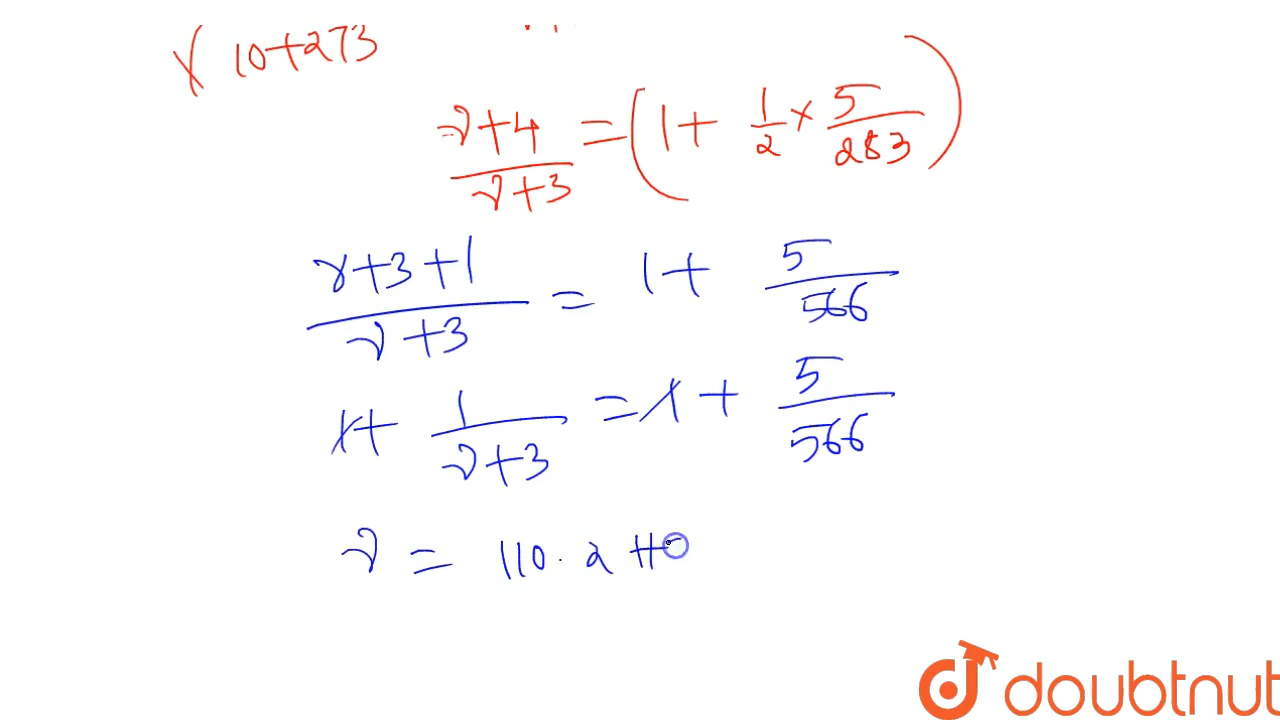 10+273
ν+4/ν+3 = (1+ 1/2 × 5/283)
ν+3+1/ν+3 = 1+ 5/566
1+ 1/ν+3 = 1+ 5/566
ν = 110.2 H
doubtnut